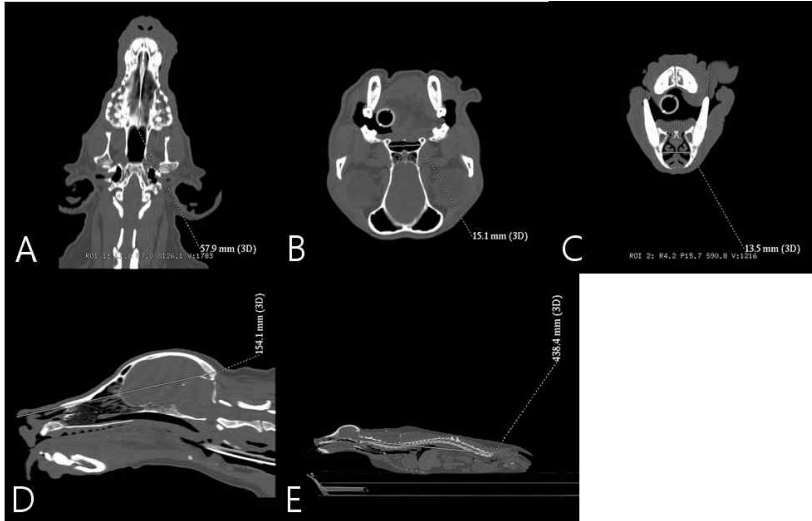 A
57.9 mm (3D)
B
15.1 mm (3D)
C
13.5 mm (3D)
ROI 2: R4.2 P15.7 S90.8 V:1216
D
154.1 mm (3D)
E
438.4 mm (3D)